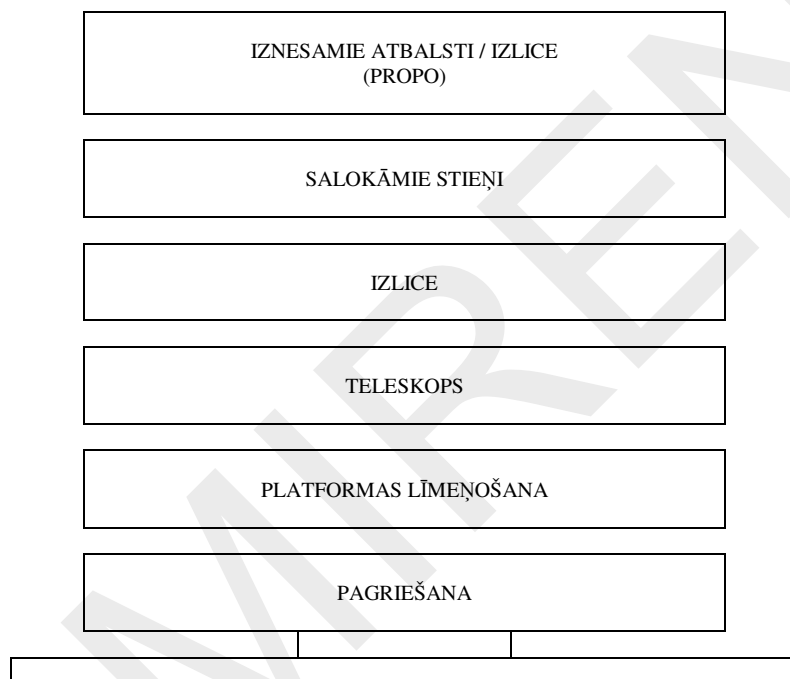 IZNESAMIE ATBALSTI / IZLICE
(PROPO)
SALOKĀMIE STIEŅI
IZLICE
TELESKOPS
PLATFORMAS LĪMEŅOŠANA
PAGRIEŠANA